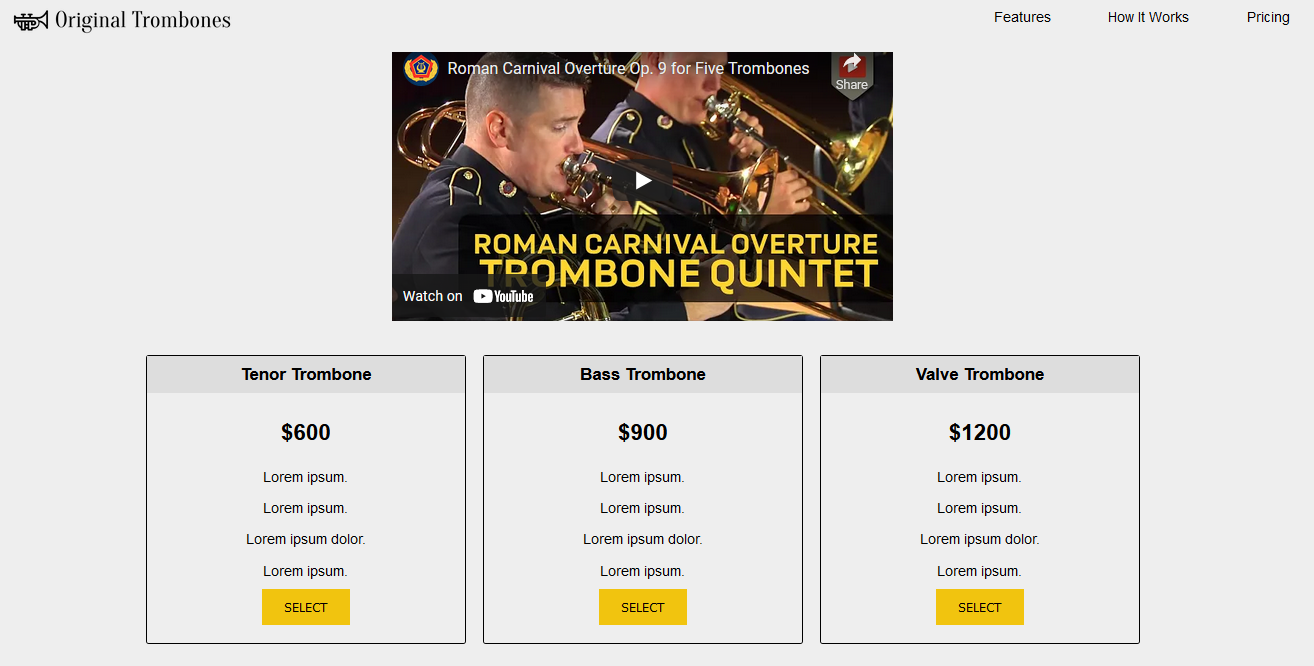 Original Trombones
Features
How It Works
Pricing
Roman Carnival Overture Op. 9 for Five Trombones
Share
ROMAN CARNIVAL OVERTURE
TROMBONE QUINTET
Watch on YouTube
Tenor Trombone
$600
Lorem ipsum.
Lorem ipsum.
Lorem ipsum dolor.
Lorem ipsum.
SELECT
Bass Trombone
$900
Lorem ipsum.
Lorem ipsum.
Lorem ipsum dolor.
Lorem ipsum.
SELECT
Valve Trombone
$1200
Lorem ipsum.
Lorem ipsum.
Lorem ipsum dolor.
Lorem ipsum.
SELECT